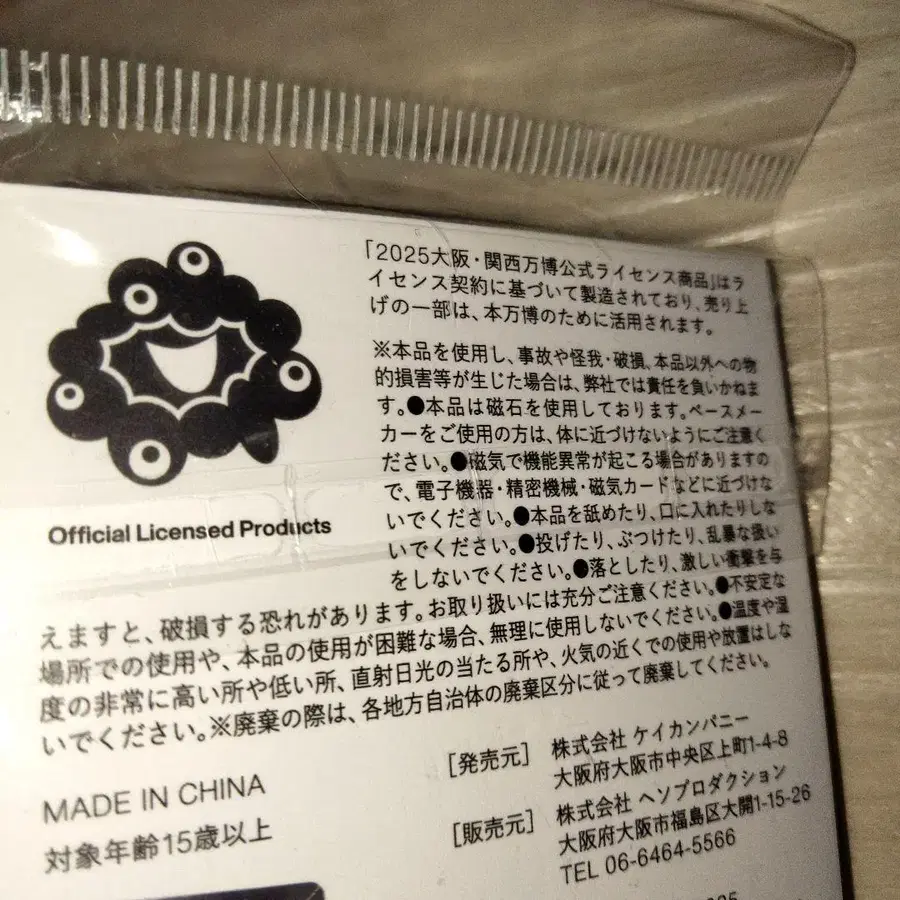 「2025大阪・関西万博公式ライセンス商品」はラ
イセンス契約に基づいて製造されており、売り上
げの一部は、本万博のために活用されます。
※本品を使用し、事故や怪我・破損、本品以外への物
的損害等が生じた場合は、弊社では責任を負いかねま
す。●本品は磁石を使用しております。ペースメー
カーをご使用の方は、体に近づけないようにご注意く
ださい。●磁気で機能異常が起こる場合がありますの
で、電子機器・精密機械・磁気カードなどに近づけな
いでください。●本品を舐めたり、口に入れたりしな
いでください。●投げたり、ぶつけたり、乱暴な扱い
をしないでください。●落としたり、激しい衝撃を与
えますと、破損する恐れがあります。お取り扱いには充分ご注意ください。●不安定な
場所での使用や、本品の使用が困難な場合、無理に使用しないでください。●温度や湿
度の非常に高い所や低い所、直射日光の当たる所や、火気の近くでの使用や放置はしな
いでください。※廃棄の際は、各地方自治体の廃棄区分に従って廃棄してください。
Official Licensed Products
MADE IN CHINA
対象年齢15歳以上
[発売元] 株式会社 ケイカンパニー
大阪府大阪市中央区上町1-4-8
[販売元] 株式会社 ヘソプロダクション
大阪府大阪市福島区大開1-15-26
TEL 06-6464-5566